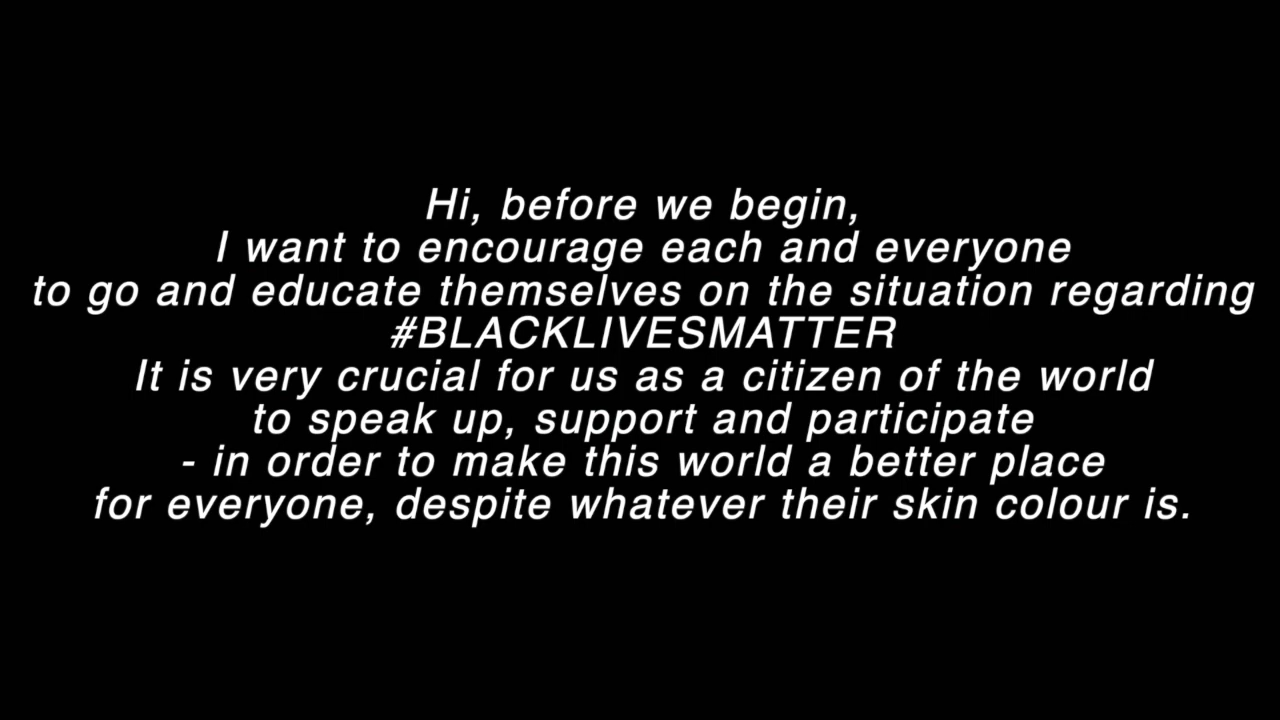 Hi, before we begin,
I want to encourage each and everyone
to go and educate themselves on the situation regarding
#BLACKLIVESMATTER
It is very crucial for us as a citizen of the world
to speak up, support and participate
- in order to make this world a better place
for everyone, despite whatever their skin colour is.